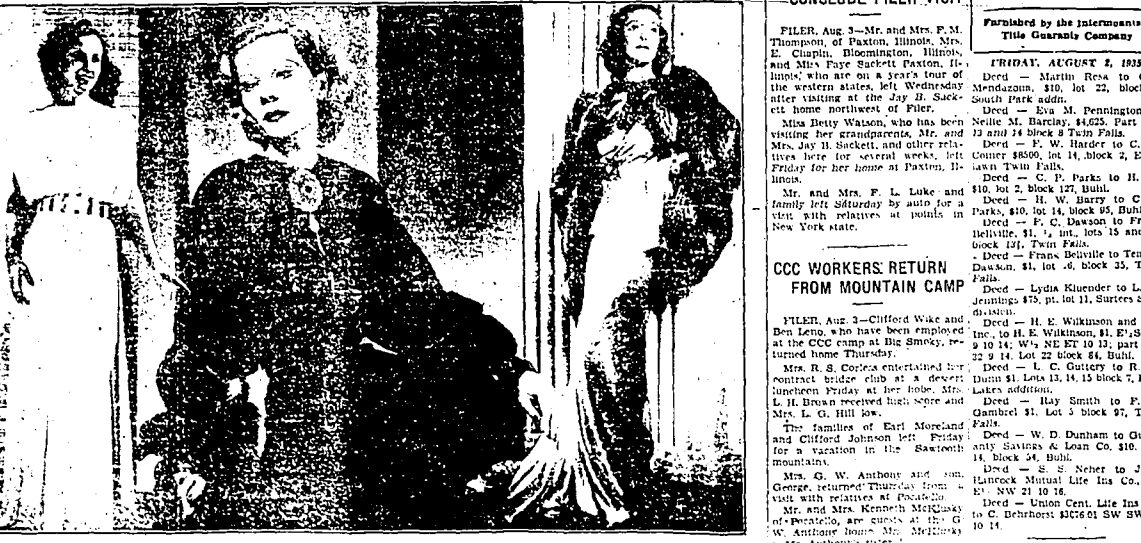 CONCLUDE FILER VISIT
FILER, Aug. 3—Mr. and Mrs. F. M.
Thompson, of Paxton, Illinois, Mrs.
E. Chapin, Bloomington, Illinois,
and Miss Faye Sackett Paxton, Il-
linois, who are on a year's tour of
the western states, left Wednesday
after visiting at the Jay B. Sack-
ett home northwest of Filer.
Miss Betty Watson, who has been
visiting her grandparents, Mr. and
Mrs. Jay B. Sackett, and other rela-
tives here for several weeks, left
Friday for her home at Paxton, Il-
linois.
Mr. and Mrs. F. L. Luke and
family left Saturday by auto for a
visit with relatives at points in
New York state.
CCC WORKERS RETURN
FROM MOUNTAIN CAMP
FILER, Aug. 3—Clifford Wike and
Ben Leno, who have been employed
at the CCC camp at Big Smoky, re-
turned home Thursday.
Mrs. R. S. Corless entertained her
contract bridge club at a desert
luncheon Friday at her hobe. Mrs.
L. H. Brown received high score and
Mrs. L. G. Hill low.
The families of Earl Moreland
and Clifford Johnson left Friday
for a vacation in the Sawtooth
mountains.
Mrs. G. W. Anthony and son,
George, returned Thursday from a
visit with relatives at Pocatello.
Mr. and Mrs. Kenneth McKlusky
of Pocatello, are guests at the G.
W. Anthony home. Mrs. McKlusky
Furnished by the Intermounta
Title Guaranty Company
FRIDAY, AUGUST 2, 1935
Deed — Martin Resa to
Mendazona, $10, lot 22, bloc
South Park addn.
Deed — Eva M. Pennington
Nellie M. Barclay, $4,625. Part
13 and 14 block 8 Twin Falls.
Deed — F. W. Harder to C.
Comer $8500, lot 14, block 2, E
lawn Twin Falls.
Deed — C. P. Parks to H.
$10, lot 2, block 127, Buhl.
Deed — H. W. Barry to C
Parks, $10, lot 14, block 95, Buhl
Deed — F. C. Dawson to Fr
Bellville, $1, ½ int., lots 15 and
block 131, Twin Falls.
Deed — Frank Bellville to Ten
Dawson, $1, lot 16, block 35, T
Falls.
Deed — Lydia Kluender to L.
Jennings $75, pt. lot 11, Surtees S
division.
Deed — H. E. Wilkinson and
Inc., to H. E. Wilkinson, $1. E½S
9 10 14; W½ NE ET 10 13; part
32 9 14. Lot 22 block 84, Buhl.
Deed — L. C. Guttery to R.
Dunn $1. Lots 13, 14, 15 block 7, 
Lakes addition.
Deed — Ray Smith to F.
Gambrel $1. Lot 5 block 97, T
Falls.
Deed — W. D. Dunham to Gu
anty Savings & Loan Co. $10.
14, block 54, Buhl.
Deed — S. S. Neher to J
Hancock Mutual Life Ins Co.,
E½ NW 21 10 16.
Deed — Union Cent. Life Ins
to C. Behrhorst $3076.01 SW SW
10 14.